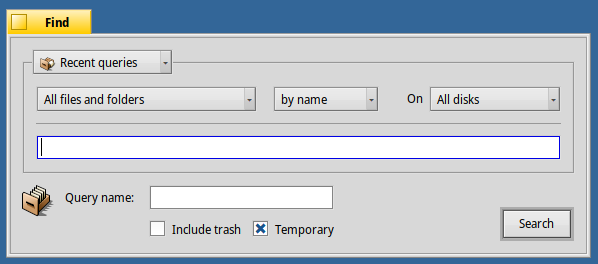 Find
Recent queries
All files and folders by name On All disks
Query name:
Include trash Temporary
Search